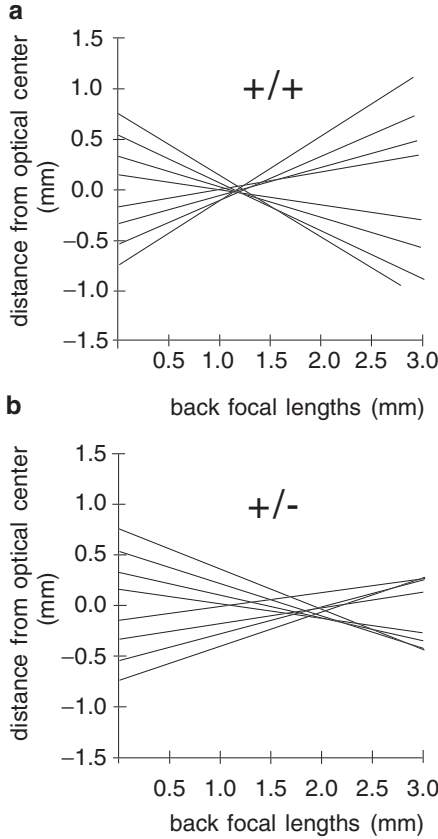 a
distance from optical center
(mm)
1.5
1.0
0.5
0.0
−0.5
−1.0
−1.5
+/+
0.5 1.0 1.5 2.0 2.5 3.0
back focal lengths (mm)
b
distance from optical center
(mm)
1.5
1.0
0.5
0.0
−0.5
−1.0
−1.5
+/-
0.5 1.0 1.5 2.0 2.5 3.0
back focal lengths (mm)